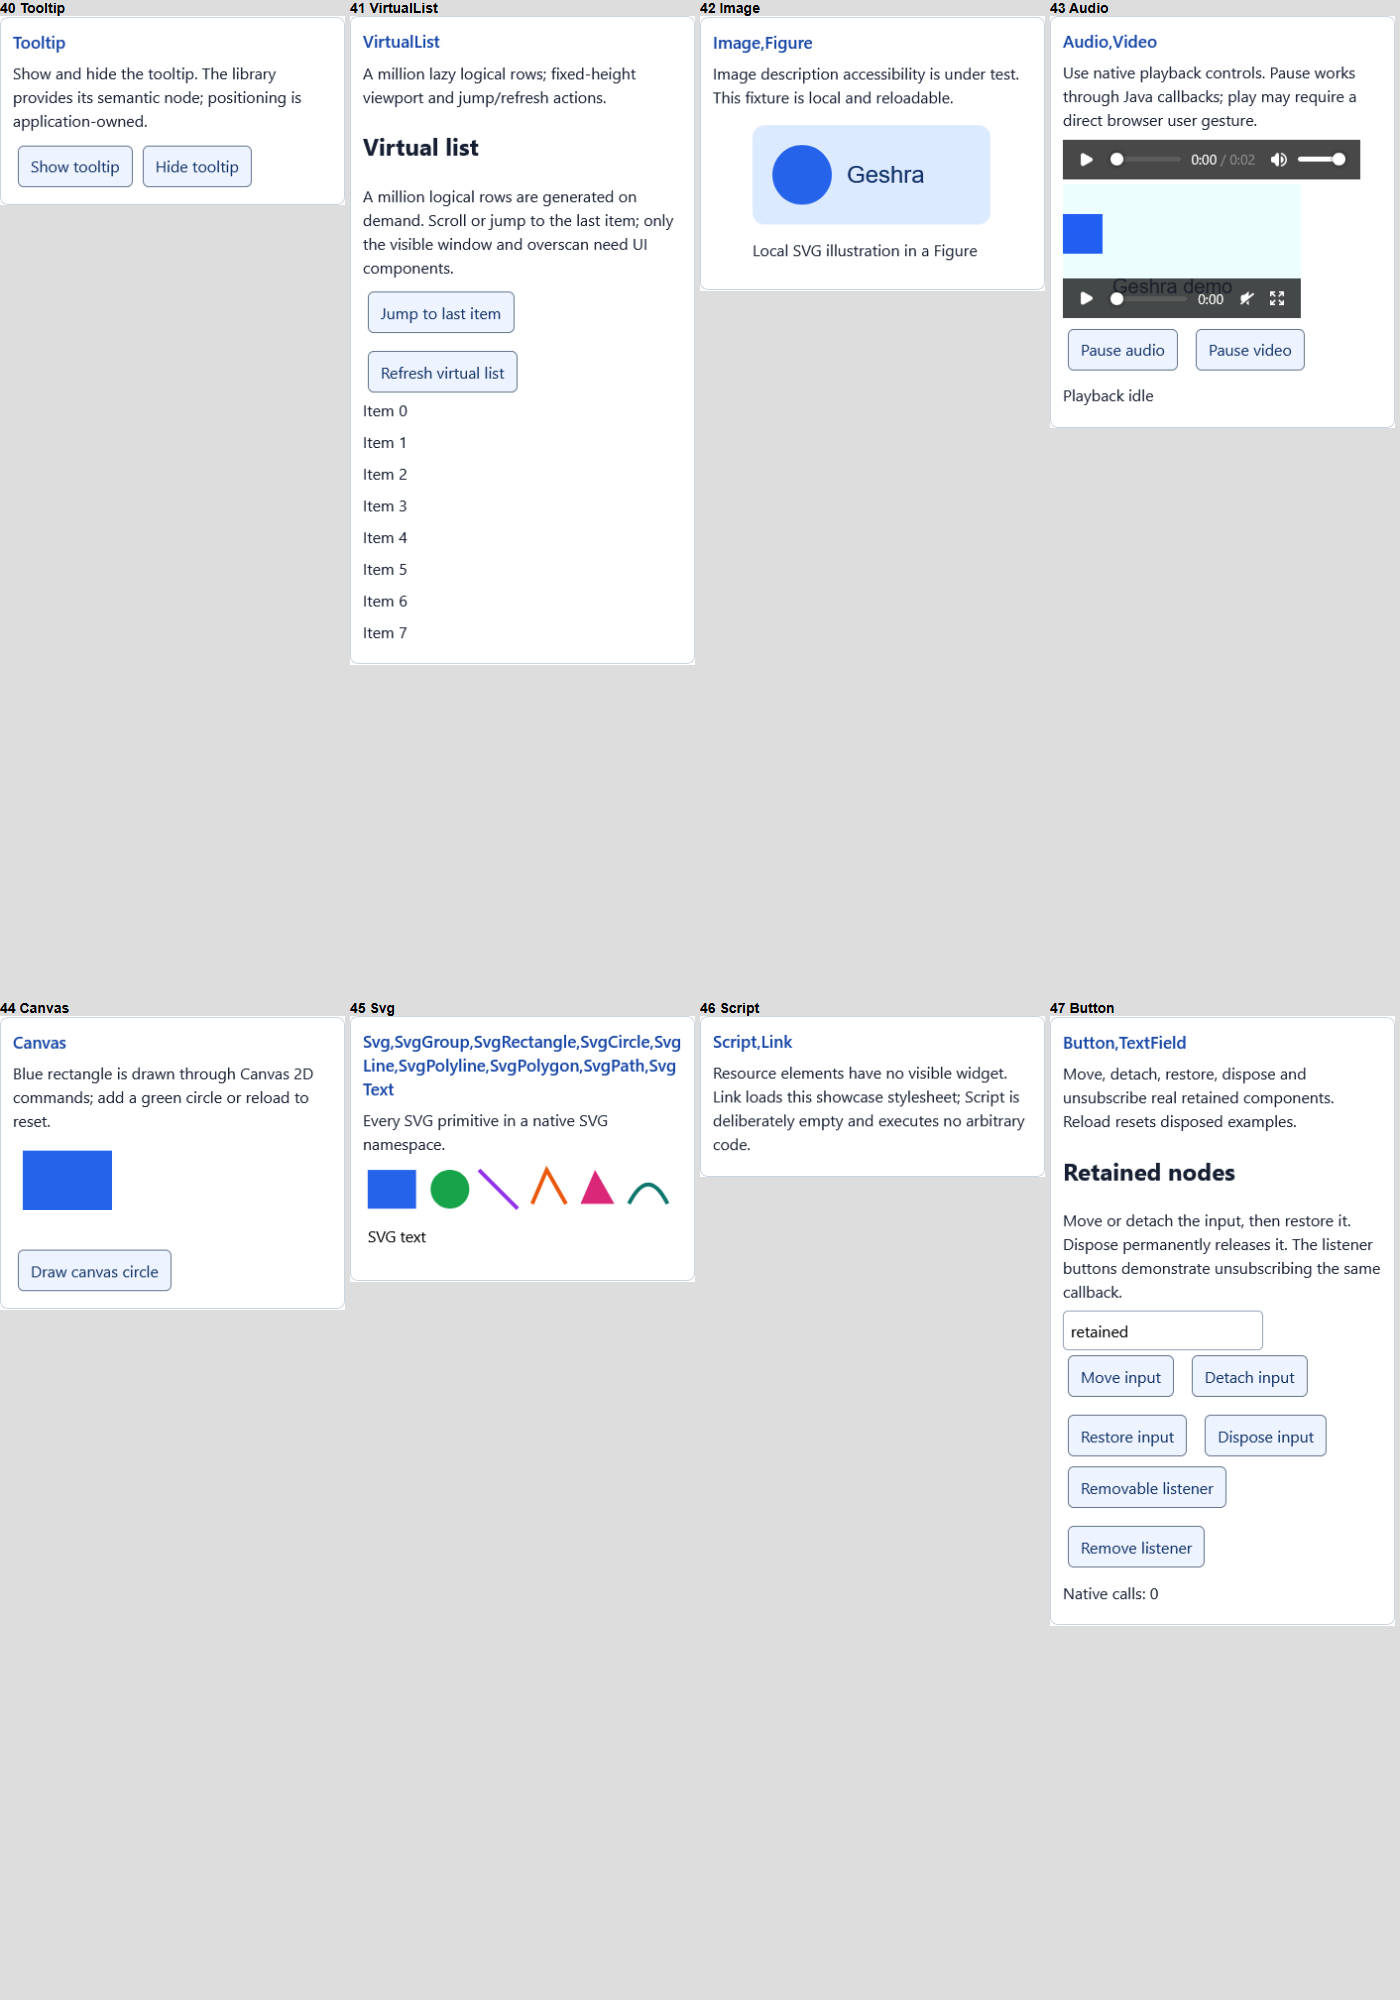 40 Tooltip
Tooltip
Show and hide the tooltip. The library
provides its semantic node; positioning is
application-owned.
Show tooltip
Hide tooltip
41 VirtualList
VirtualList
A million lazy logical rows; fixed-height
viewport and jump/refresh actions.
Virtual list
A million logical rows are generated on
demand. Scroll or jump to the last item; only
the visible window and overscan need UI
components.
Jump to last item
Refresh virtual list
Item 0
Item 1
Item 2
Item 3
Item 4
Item 5
Item 6
Item 7
42 Image
Image,Figure
Image description accessibility is under test.
This fixture is local and reloadable.
Geshra
Local SVG illustration in a Figure
43 Audio
Audio,Video
Use native playback controls. Pause works
through Java callbacks; play may require a
direct browser user gesture.
0:00 / 0:02
Geshra demo
0:00
Pause audio
Pause video
Playback idle
44 Canvas
Canvas
Blue rectangle is drawn through Canvas 2D
commands; add a green circle or reload to
reset.
Draw canvas circle
45 Svg
Svg,SvgGroup,SvgRectangle,SvgCircle,Svg
Line,SvgPolyline,SvgPolygon,SvgPath,Svg
Text
Every SVG primitive in a native SVG
namespace.
SVG text
46 Script
Script,Link
Resource elements have no visible widget.
Link loads this showcase stylesheet; Script is
deliberately empty and executes no arbitrary
code.
47 Button
Button,TextField
Move, detach, restore, dispose and
unsubscribe real retained components.
Reload resets disposed examples.
Retained nodes
Move or detach the input, then restore it.
Dispose permanently releases it. The listener
buttons demonstrate unsubscribing the same
callback.
retained
Move input
Detach input
Restore input
Dispose input
Removable listener
Remove listener
Native calls: 0